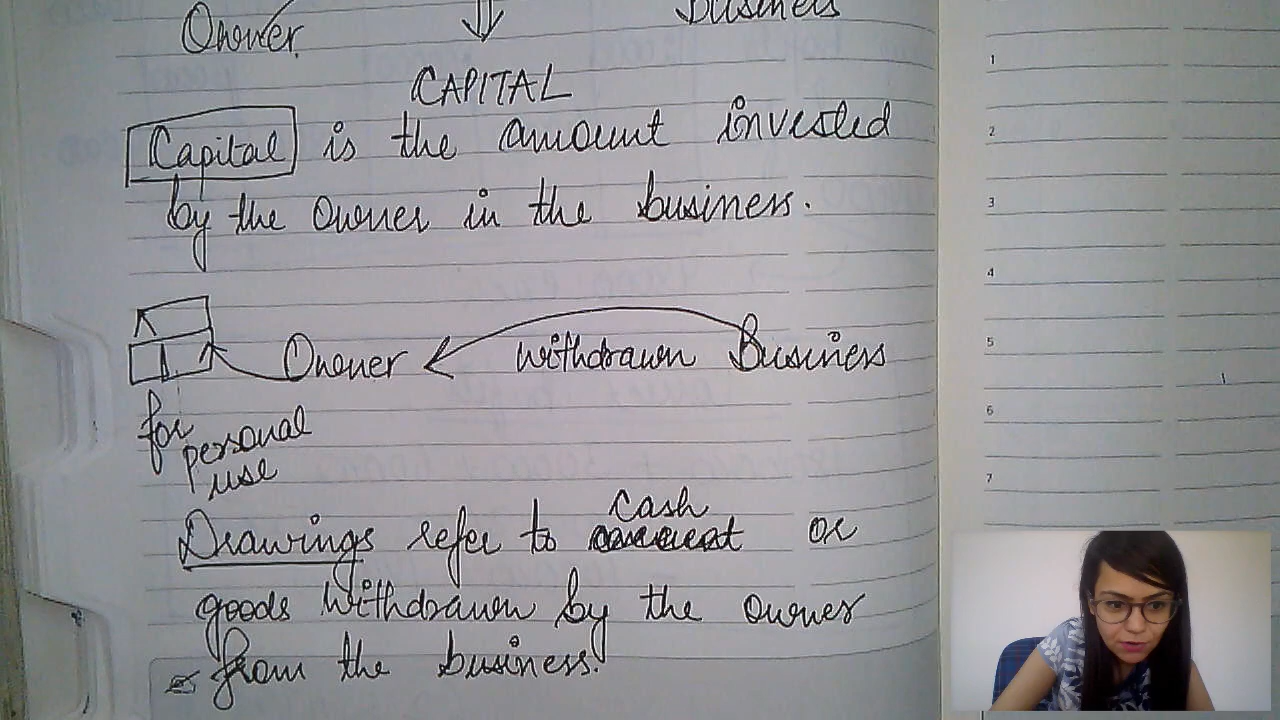 Owner Business
CAPITAL
Capital is the amount invested
by the owner in the business.
Owner withdrawn Business
for
personal
use
cash
Drawings refer to or
goods withdrawn by the owner
from the business.
1
2
3
4
5
6
7